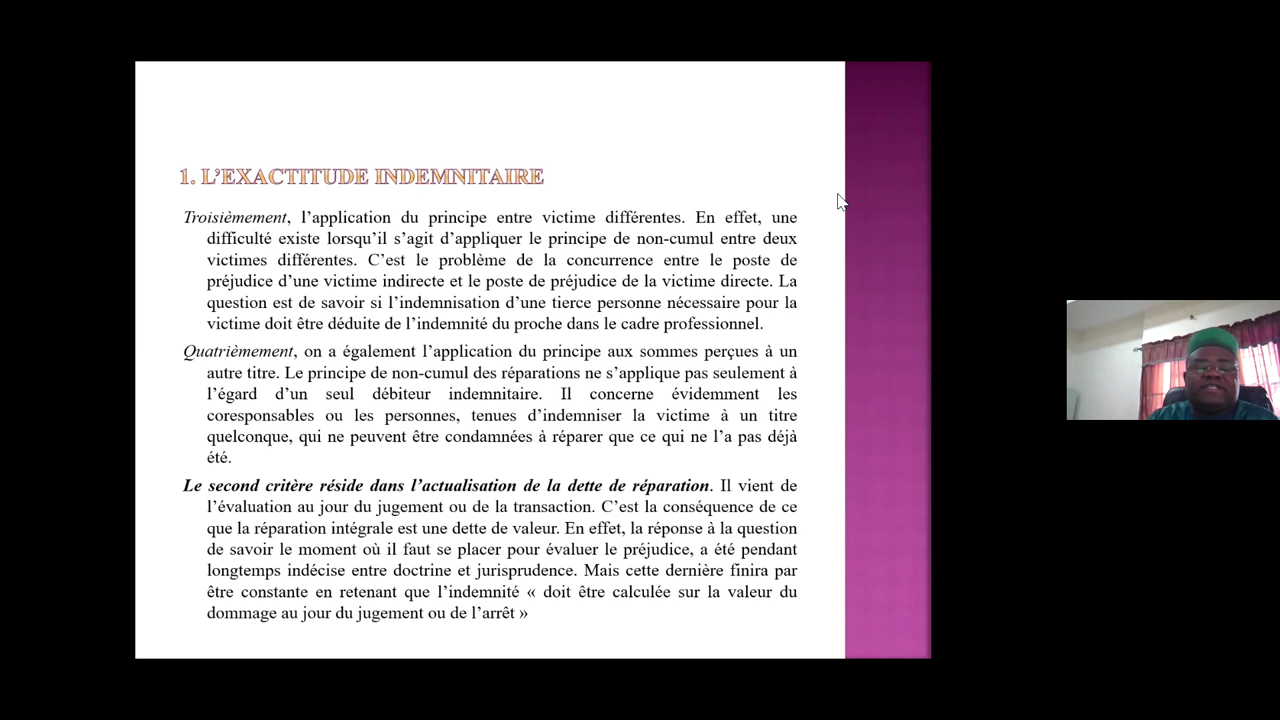 1. L’EXACTITUDE INDEMNITAIRE
Troisièmement, l’application du principe entre victime différentes. En effet, une
difficulté existe lorsqu’il s’agit d’appliquer le principe de non-cumul entre deux
victimes différentes. C’est le problème de la concurrence entre le poste de
préjudice d’une victime indirecte et le poste de préjudice de la victime directe. La
question est de savoir si l’indemnisation d’une tierce personne nécessaire pour la
victime doit être déduite de l’indemnité du proche dans le cadre professionnel.
Quatrièmement, on a également l’application du principe aux sommes perçues à un
autre titre. Le principe de non-cumul des réparations ne s’applique pas seulement à
l’égard d’un seul débiteur indemnitaire. Il concerne évidemment les
coresponsables ou les personnes, tenues d’indemniser la victime à un titre
quelconque, qui ne peuvent être condamnées à réparer que ce qui ne l’a pas déjà
été.
Le second critère réside dans l’actualisation de la dette de réparation. Il vient de
l’évaluation au jour du jugement ou de la transaction. C’est la conséquence de ce
que la réparation intégrale est une dette de valeur. En effet, la réponse à la question
de savoir le moment où il faut se placer pour évaluer le préjudice, a été pendant
longtemps indécise entre doctrine et jurisprudence. Mais cette dernière finira par
être constante en retenant que l’indemnité « doit être calculée sur la valeur du
dommage au jour du jugement ou de l’arrêt »